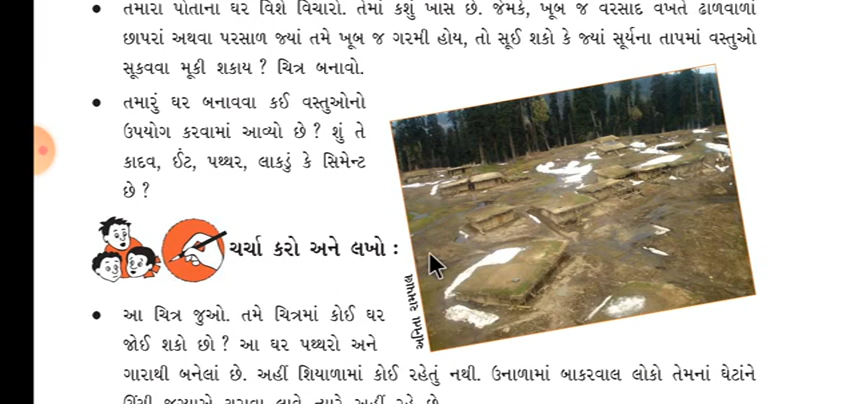 તમારા પોતાના ઘર વિશે વિચારો. તેમાં કશું ખાસ છે. જેમકે, ખૂબ જ વરસાદ વખતે ઢાળવાળાં
છાપરાં અથવા પરસાળ જ્યાં તમે ખૂબ જ ગરમી હોય, તો સૂઈ શકો કે જ્યાં સૂર્યના તાપમાં વસ્તુઓ
સૂકવવા મૂકી શકાય ? ચિત્ર બનાવો.
તમારું ઘર બનાવવા કઈ વસ્તુઓનો
ઉપયોગ કરવામાં આવ્યો છે ? શું તે
કાદવ, ઈંટ, પથ્થર, લાકડું કે સિમેન્ટ
છે ?
ચર્ચા કરો અને લખો :
અનિતા રામપાલ
આ ચિત્ર જુઓ. તમે ચિત્રમાં કોઈ ઘર
જોઈ શકો છો ? આ ઘર પથ્થરો અને
ગારાથી બનેલાં છે. અહીં શિયાળામાં કોઈ રહેતું નથી. ઉનાળામાં બાકરવાલ લોકો તેમનાં ઘેટાંને